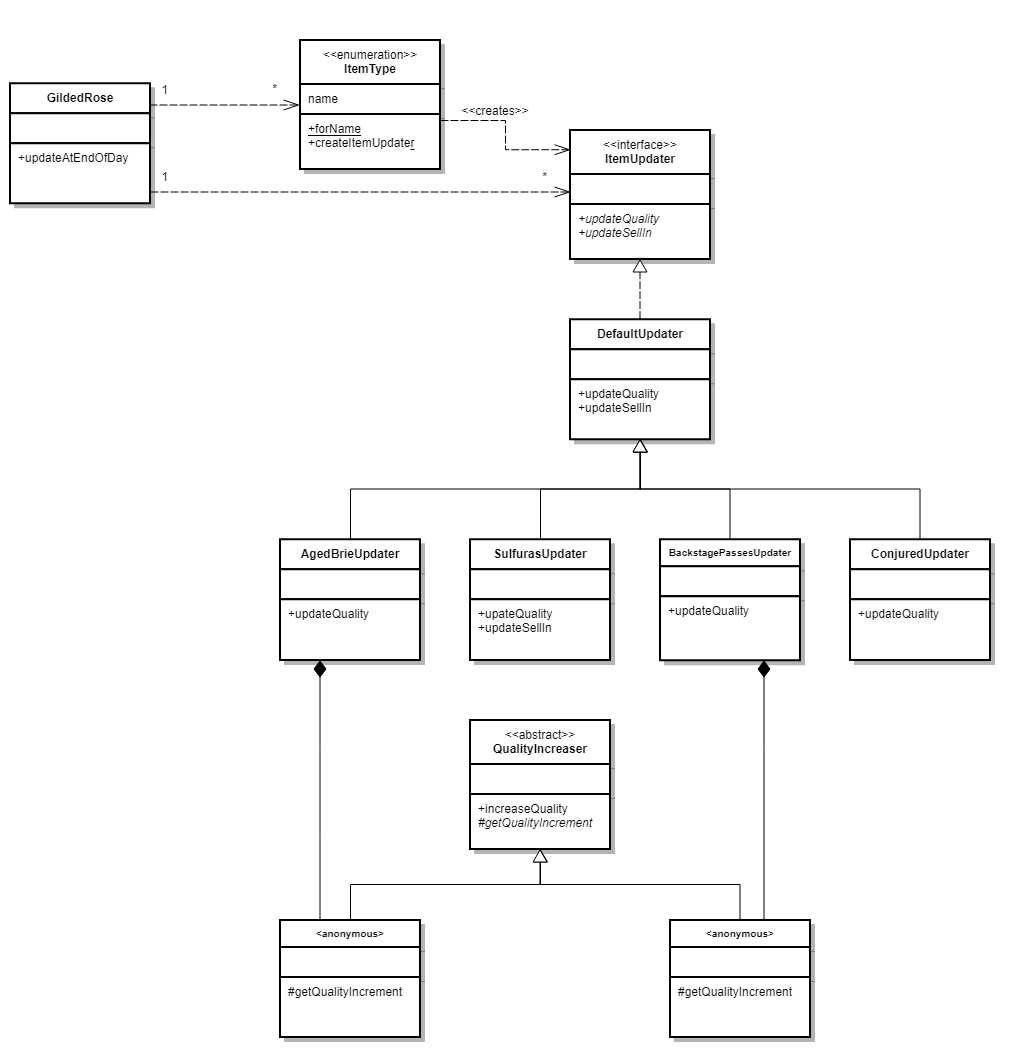 <<enumeration>>
ItemType
name
+forName
+createItemUpdater
GildedRose
+updateAtEndOfDay
1
*
1
*
<<creates>>
<<interface>>
ItemUpdater
+updateQuality
+updateSellIn
DefaultUpdater
+updateQuality
+updateSellIn
AgedBrieUpdater
+updateQuality
SulfurasUpdater
+upateQuality
+updateSellIn
BackstagePassesUpdater
+updateQuality
ConjuredUpdater
+updateQuality
<<abstract>>
QualityIncreaser
+increaseQuality
#getQualityIncrement
<anonymous>
#getQualityIncrement
<anonymous>
#getQualityIncrement